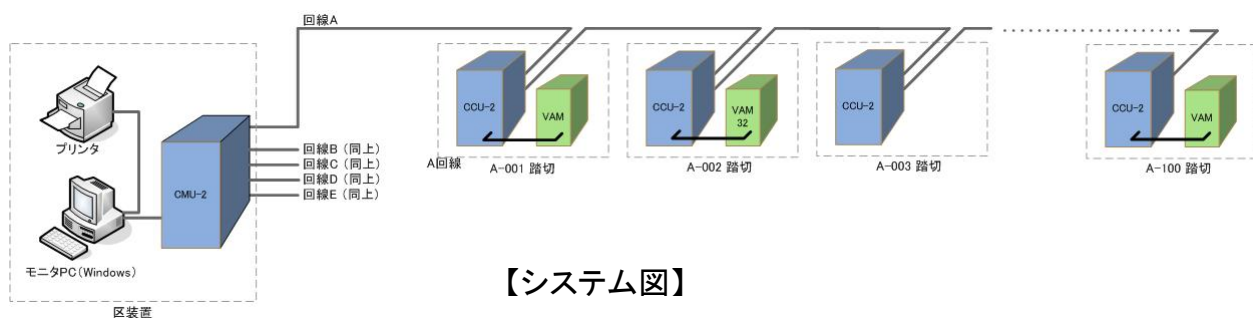 回線A
CCU-2
VAM
CCU-2
VAM
32
CCU-2
CCU-2
VAM
プリンタ
回線B（同上）
回線C（同上）
回線D（同上）
回線E（同上）
CMU-2
A回線
A-001 踏切
A-002 踏切
A-003 踏切
A-100 踏切
モニタPC（Windows）
【システム図】
区装置